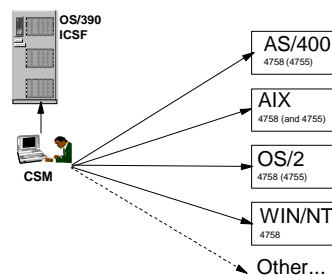 OS/390
ICSF
CSM
AS/400
4758 (4755)
AIX
4758 (and 4755)
OS/2
4758 (4755)
WIN/NT
4758
Other...